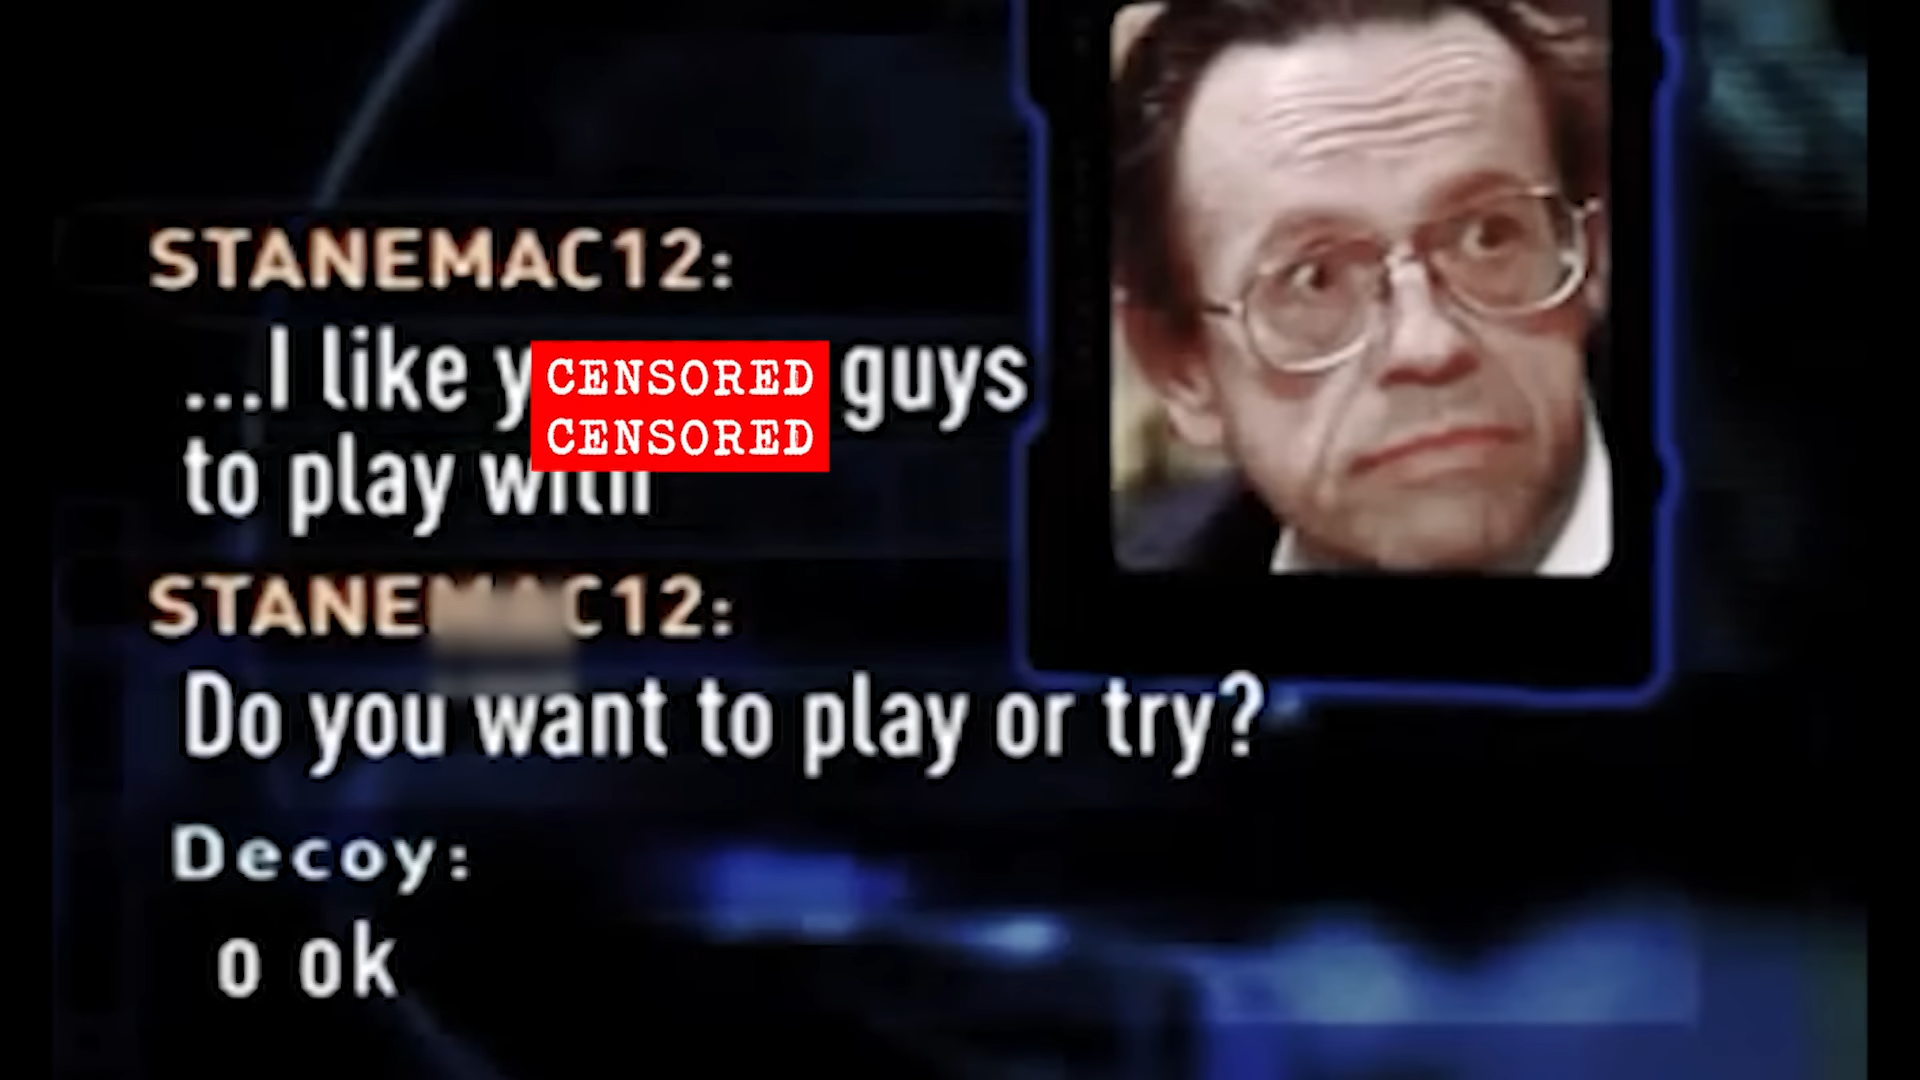 STANEMAC12:
...I like y CENSORED guys
CENSORED
to play with
STANE C12:
Do you want to play or try?
Decoy:
o ok